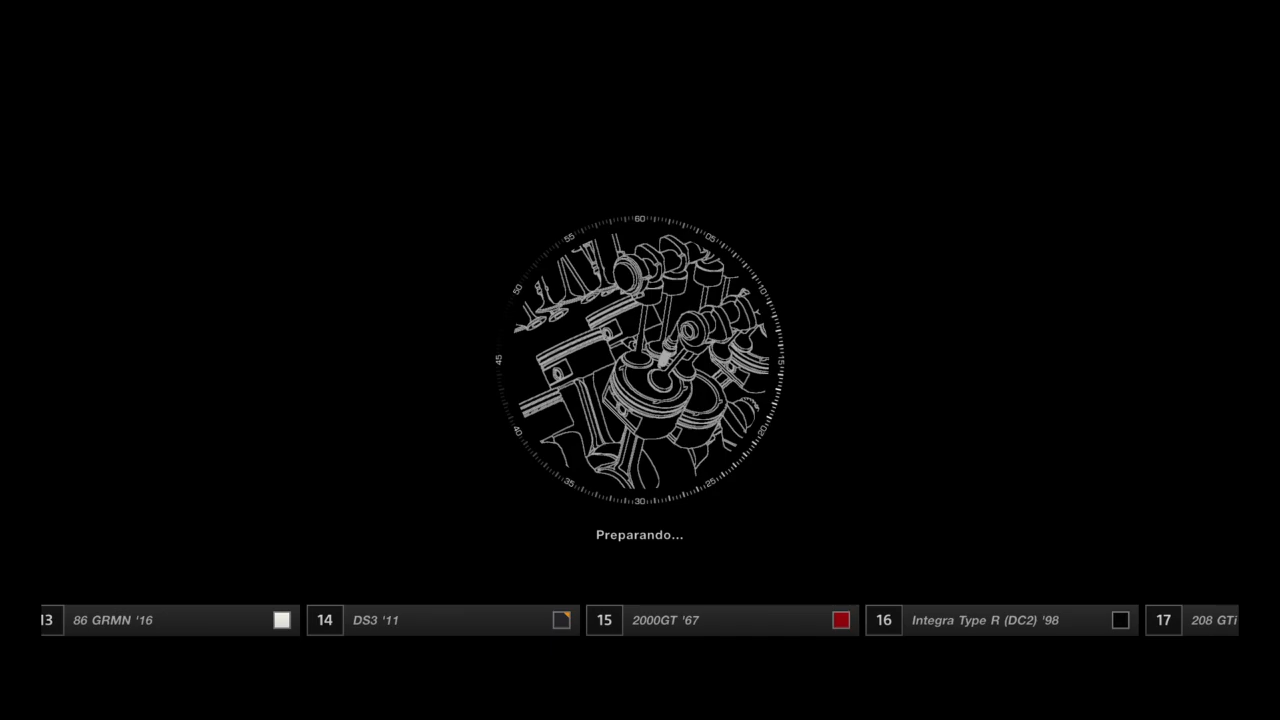 60
55
05
50
10
45
15
40
20
35
25
30
Preparando...
13 86 GRMN '16
14 DS3 '11
15 2000GT '67
16 Integra Type R (DC2) '98
17 208 GTi